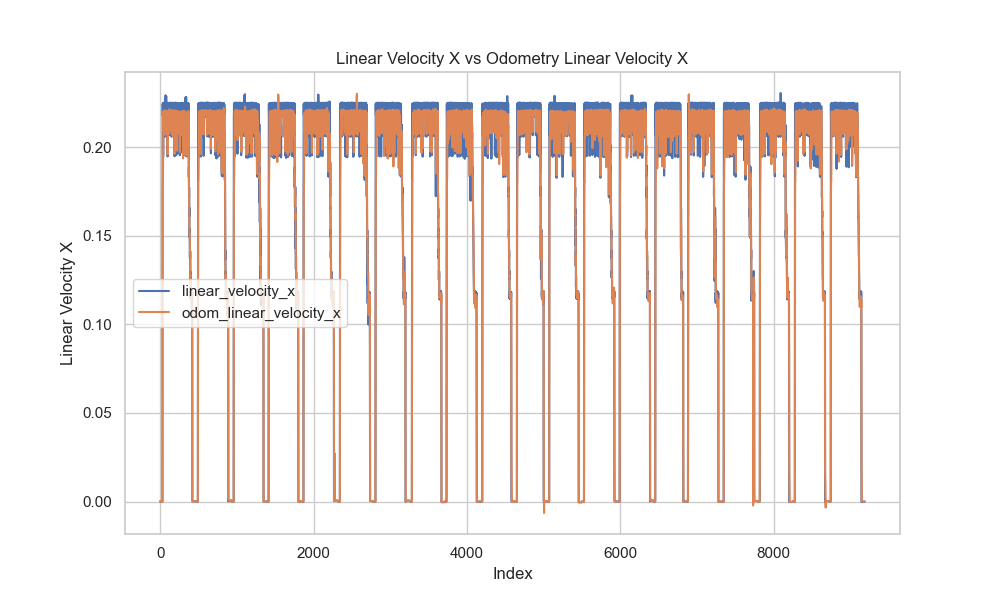 Linear Velocity X vs Odometry Linear Velocity X
Linear Velocity X
0.20
0.15
0.10
0.05
0.00
linear_velocity_x
odom_linear_velocity_x
0 2000 4000 6000 8000
Index